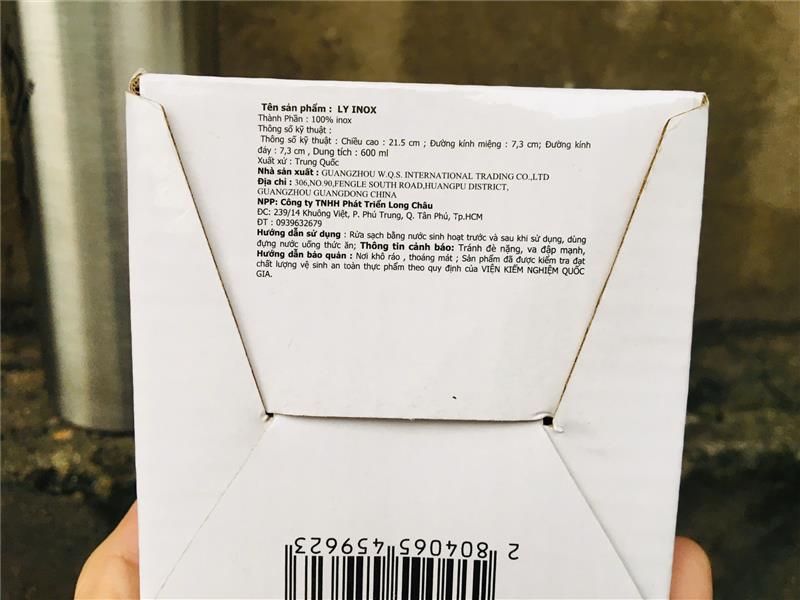 Tên sản phẩm : LY INOX
Thành Phần : 100% inox
Thông số kỹ thuật :
Thông số kỹ thuật : Chiều cao : 21.5 cm ; Đường kính miệng : 7,3 cm; Đường kính
đáy : 7,3 cm , Dung tích : 600 ml
Xuất xứ : Trung Quốc
Nhà sản xuất : GUANGZHOU W.Q.S. INTERNATIONAL TRADING CO.,LTD
Địa chỉ : 306,NO.90,FENGLE SOUTH ROAD,HUANGPU DISTRICT,
GUANGZHOU GUANGDONG CHINA
NPP: Công ty TNHH Phát Triển Long Châu
ĐC: 239/14 Khuông Việt, P. Phú Trung, Q. Tân Phú, Tp.HCM
ĐT : 0939632679
Hướng dẫn sử dụng : Rửa sạch bằng nước sinh hoạt trước và sau khi sử dụng, dùng
đựng nước uống thức ăn; Thông tin cảnh báo: Tránh đè nặng, va đập mạnh,
Hướng dẫn bảo quản : Nơi khô ráo , thoáng mát ; Sản phẩm đã được kiểm tra đạt
chất lượng vệ sinh an toàn thực phẩm theo quy định của VIỆN KIỂM NGHIỆM QUỐC
GIA.
2 804065 459623